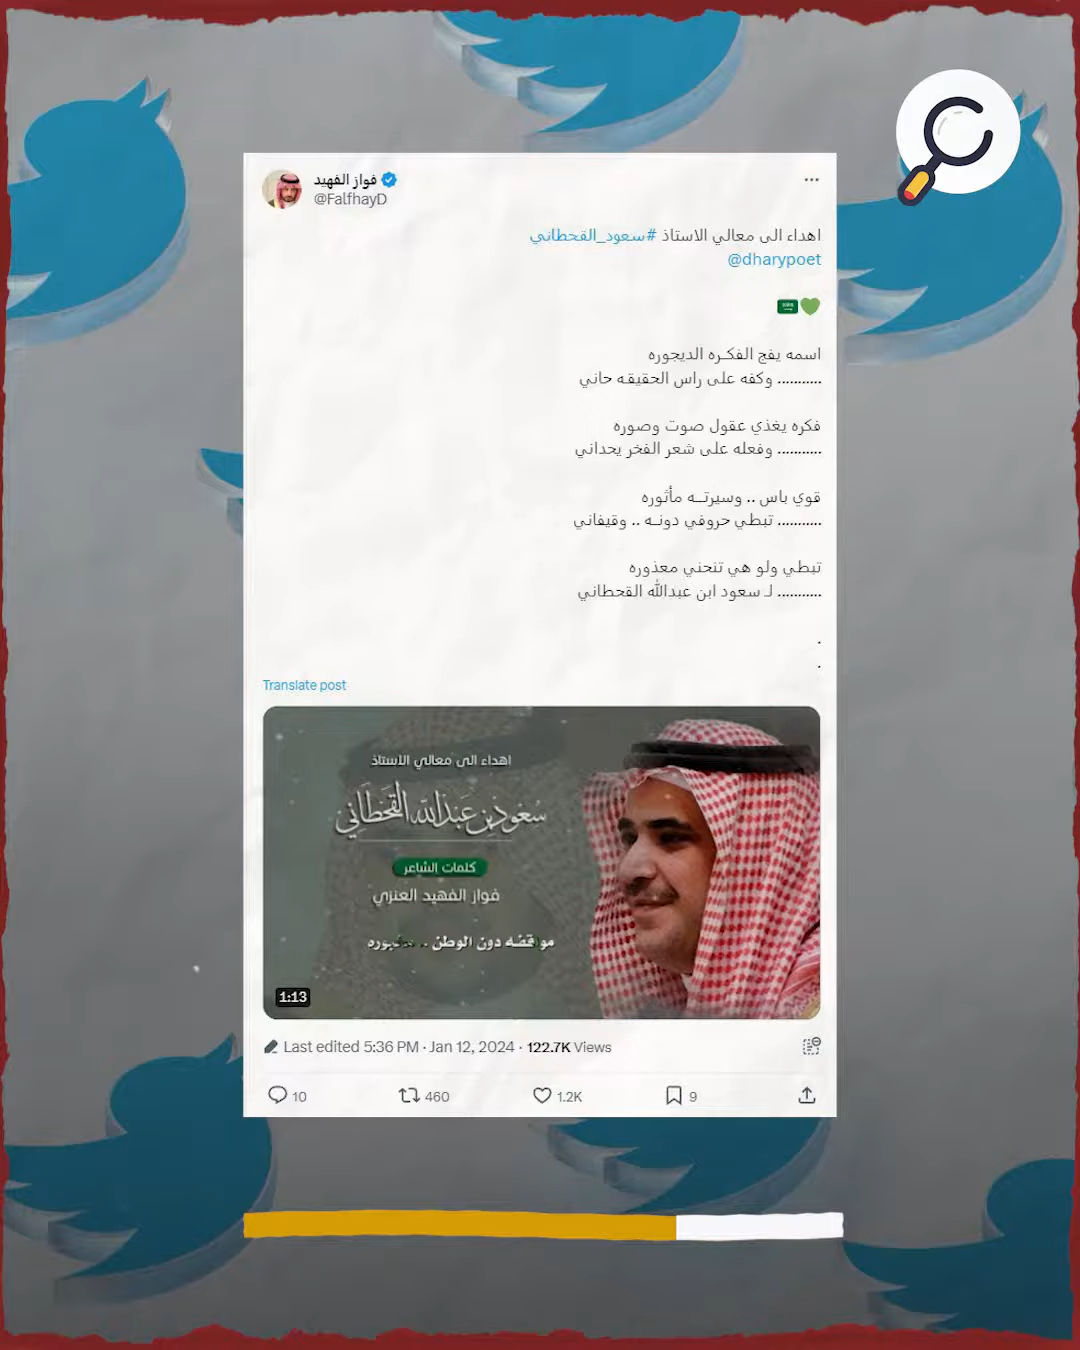 فواز الفهيد
@FalfhayD
اهداء الى معالي الاستاذ #سعود_القحطاني
@dharypoet
اسمه يفج الفكـره الديجوره
........... وكفه على راس الحقيقـه حاني
فكره يغذي عقول صوت وصوره
........... وفعله على شعر الفخر يحداني
قوي باس .. وسيرتــه مأثوره
........... تبطي حروفي دونـه .. وقيفاني
تبطي ولو هي تنحني معذوره
........... لـ سعود ابن عبدالله القحطاني
.
.
Translate post
اهداء الى معالي الاستاذ
سعود بن عبدالله القحطاني
كلمات الشاعر
فواز الفهيد العنزي
موقفه دون الوطن ..
1:13
Last edited 5:36 PM · Jan 12, 2024 · 122.7K Views
10 460 1.2K 9